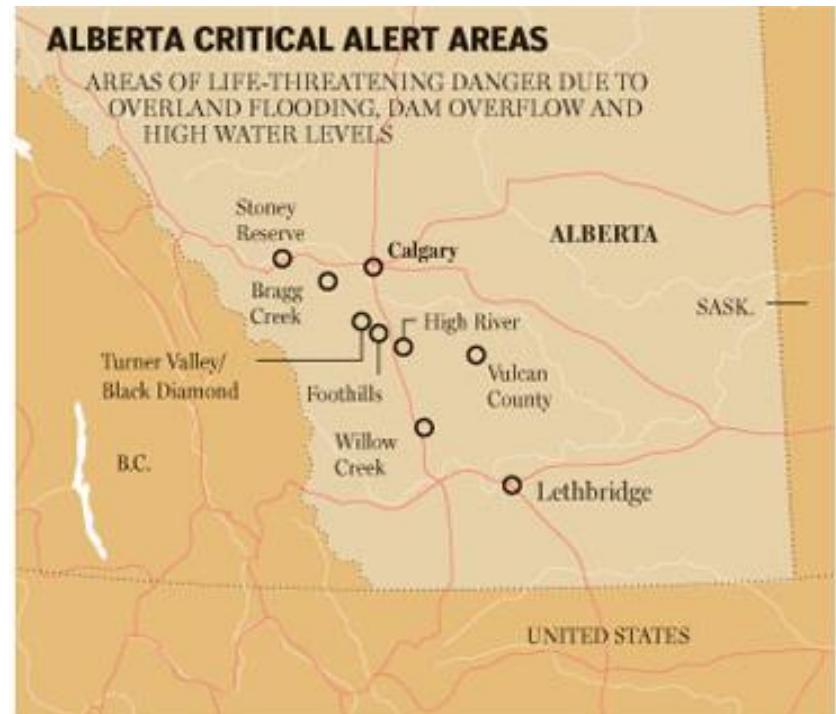 ALBERTA CRITICAL ALERT AREAS
AREAS OF LIFE-THREATENING DANGER DUE TO
OVERLAND FLOODING, DAM OVERFLOW AND
HIGH WATER LEVELS
Stoney
Reserve
Calgary
ALBERTA
Bragg
Creek
SASK.
High River
Turner Valley/
Black Diamond
Foothills
Vulcan
County
Willow
Creek
B.C.
Lethbridge
UNITED STATES